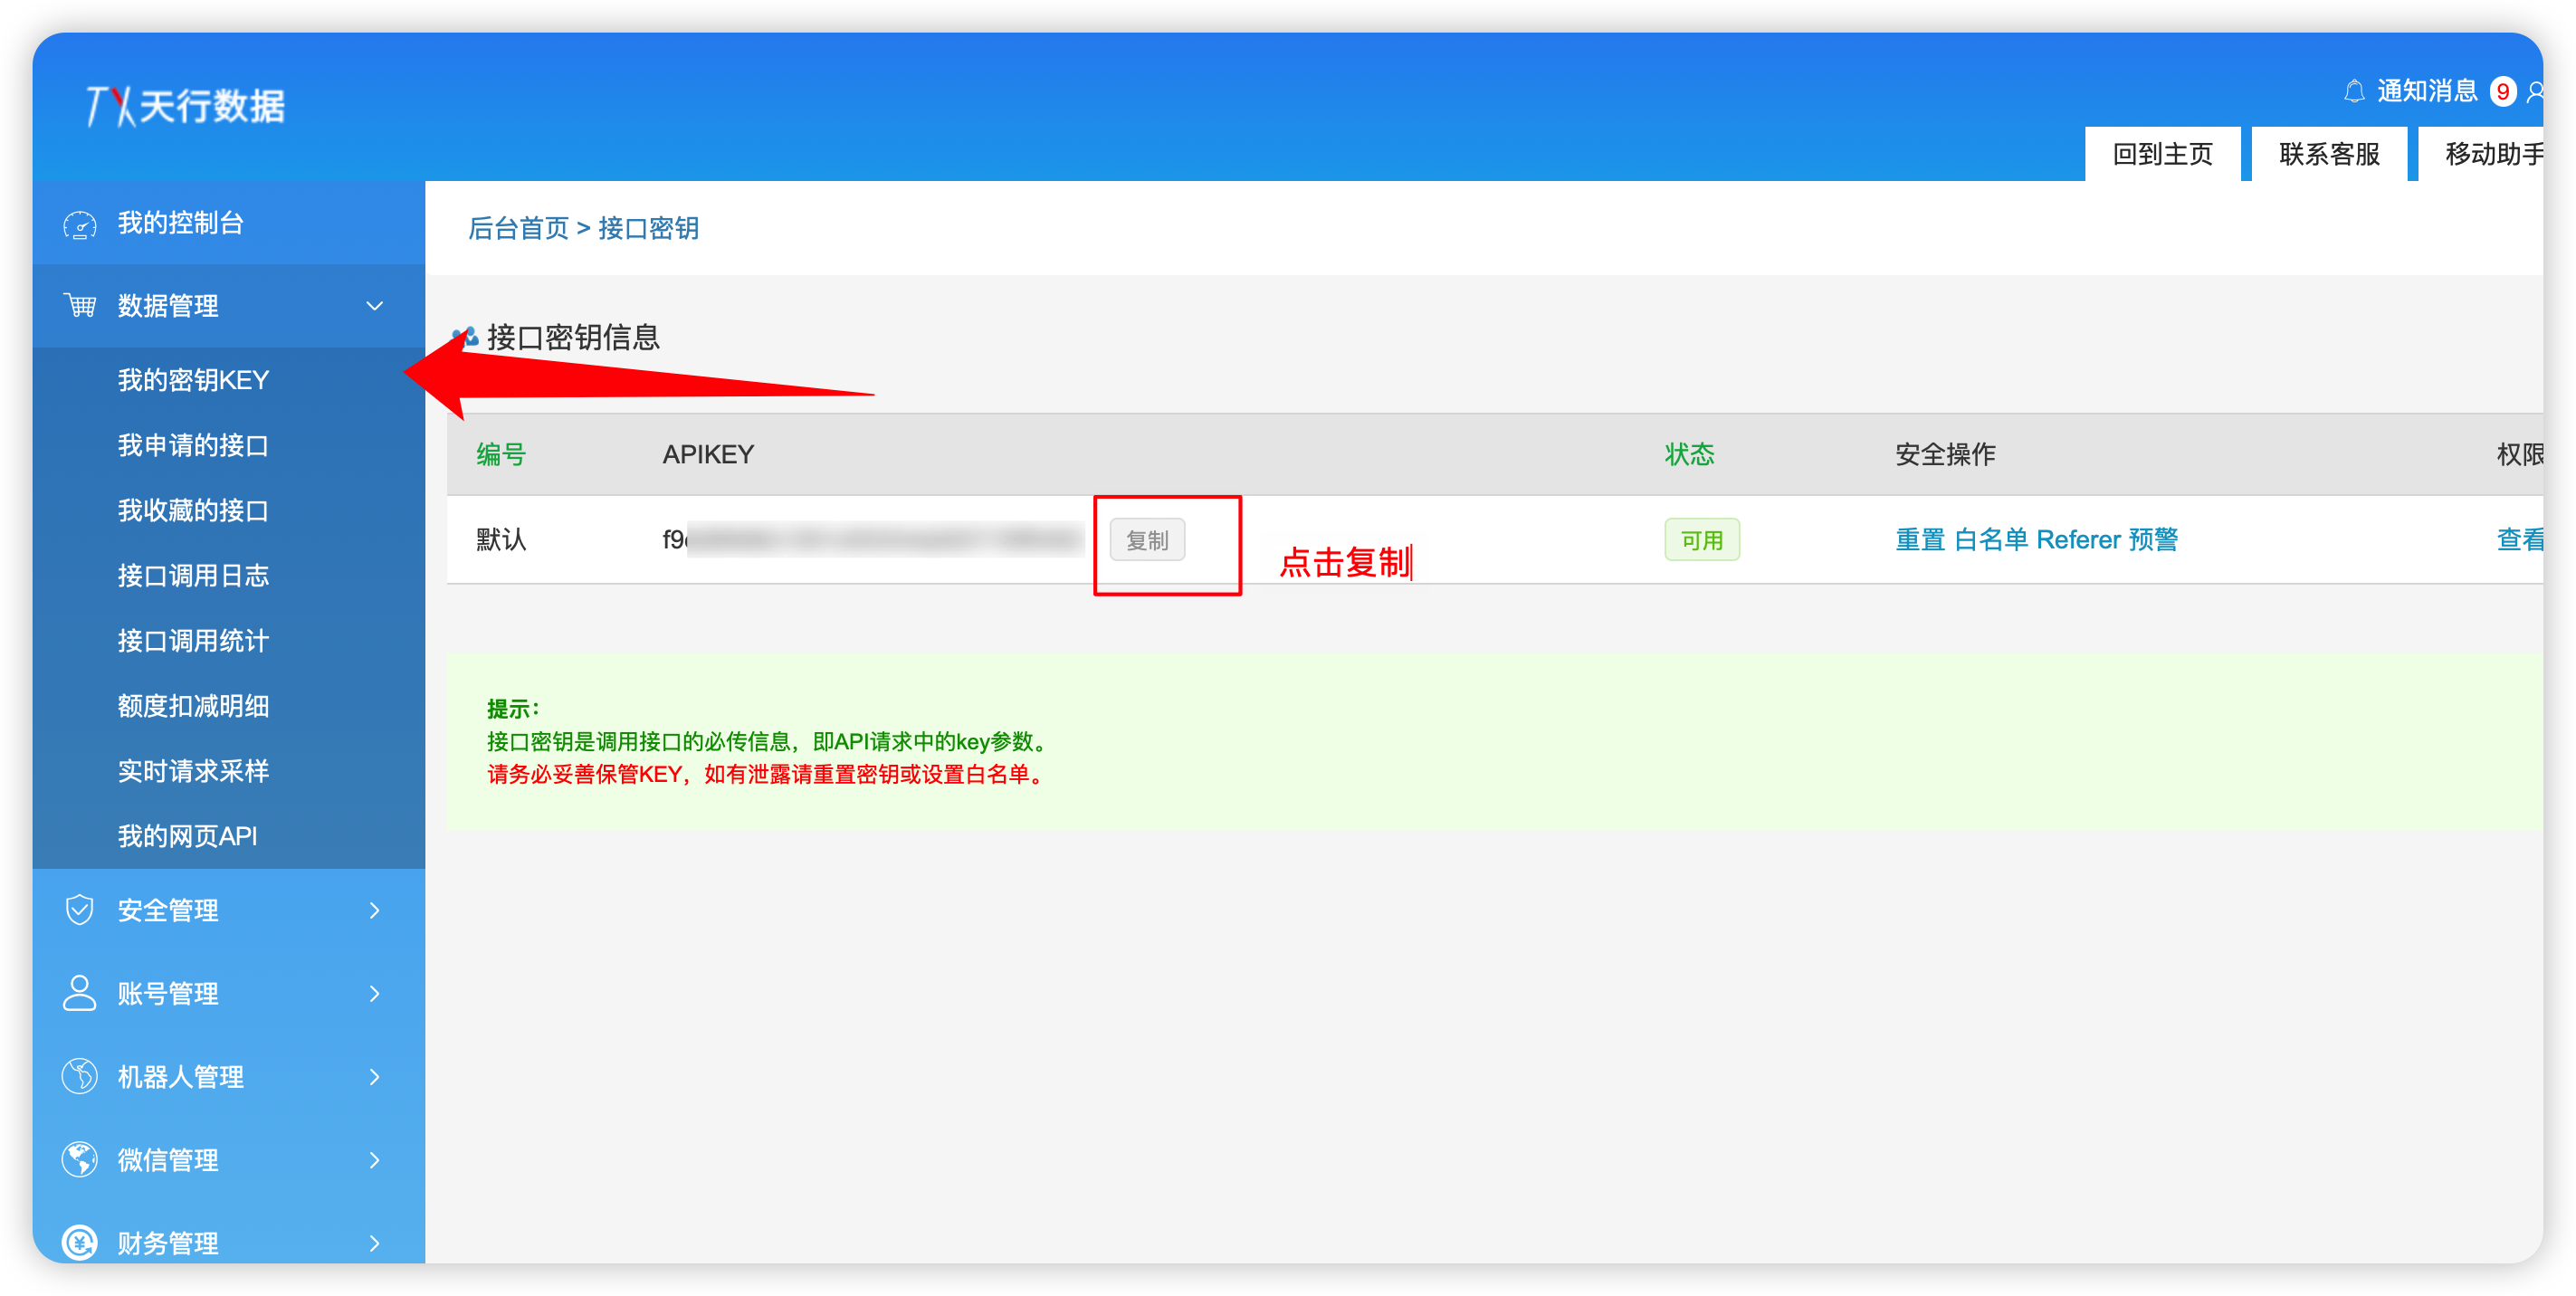 TX天行数据
通知消息 9
回到主页 联系客服 移动助手
我的控制台
数据管理
我的密钥KEY
我申请的接口
我收藏的接口
接口调用日志
接口调用统计
额度扣减明细
实时请求采样
我的网页API
安全管理
账号管理
机器人管理
微信管理
财务管理
后台首页 > 接口密钥
接口密钥信息
编号 APIKEY 状态 安全操作 权限
默认 f9 复制 可用 重置 白名单 Referer 预警 查看
点击复制
提示：
接口密钥是调用接口的必传信息，即API请求中的key参数。
请务必妥善保管KEY，如有泄露请重置密钥或设置白名单。